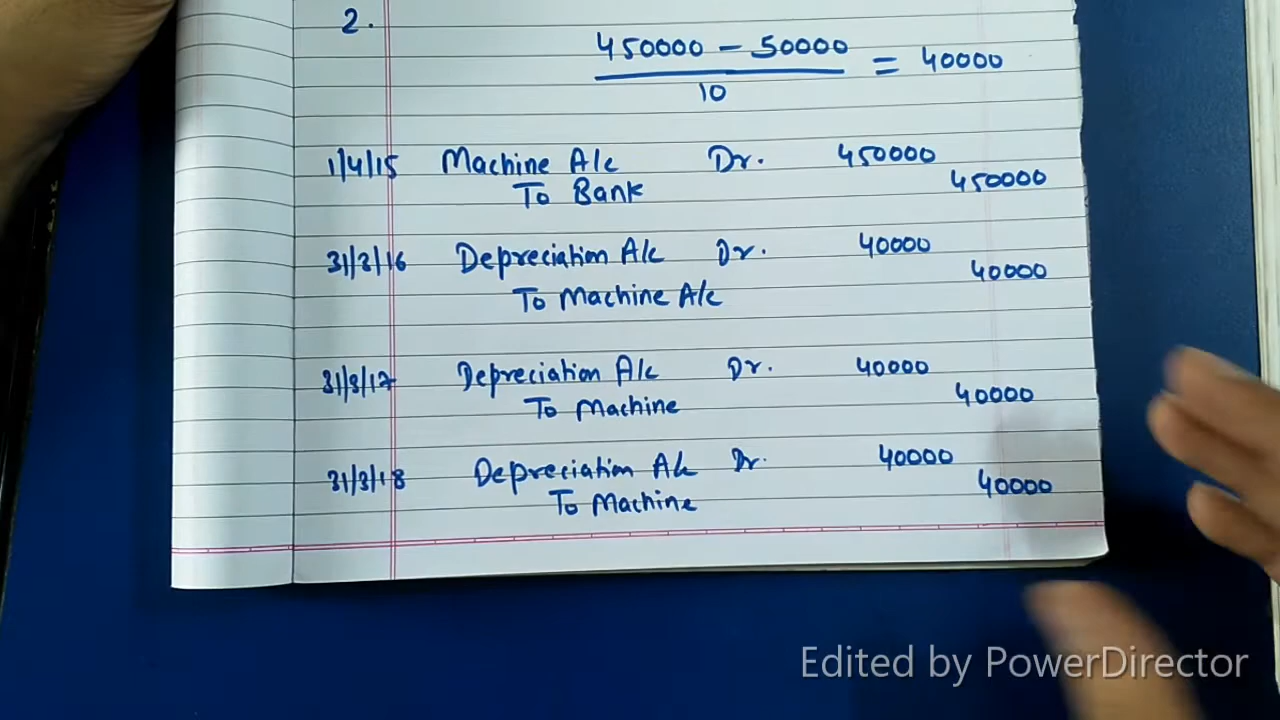 2.
450000 - 50000
10
= 40000
1/4/15 Machine A/c Dr. 450000
To Bank 450000
31/3/16 Depreciation A/c Dr. 40000
To Machine A/c 40000
31/3/17 Depreciation A/c Dr. 40000
To Machine 40000
31/3/18 Depreciation A/c Dr. 40000
To Machine 40000
Edited by PowerDirector